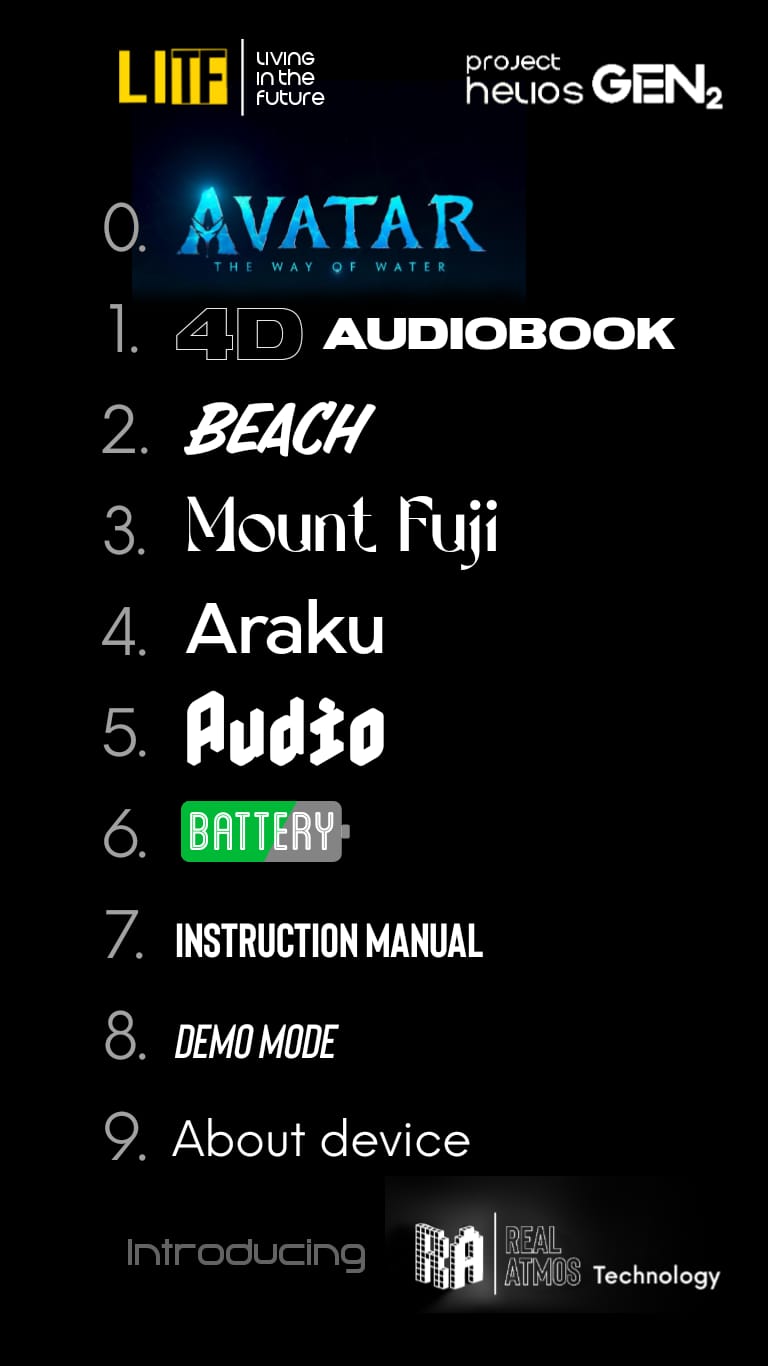 LITF
Living
in the
future
project
helios GEN2
0. AVATAR
THE WAY OF WATER
1. 4D AUDIOBOOK
2. BEACH
3. Mount Fuji
4. Araku
5. Audio
6. BATTERY
7. INSTRUCTION MANUAL
8. DEMO MODE
9. About device
Introducing
RA
REAL
ATMOS Technology